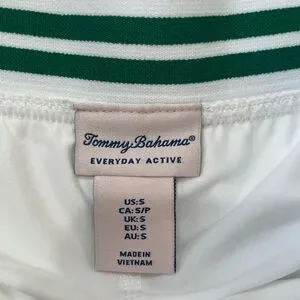 Tommy Bahama®
EVERYDAY ACTIVE
US:S
CA:S/P
UK:S
EU:S
AU:S
MADE IN
VIETNAM